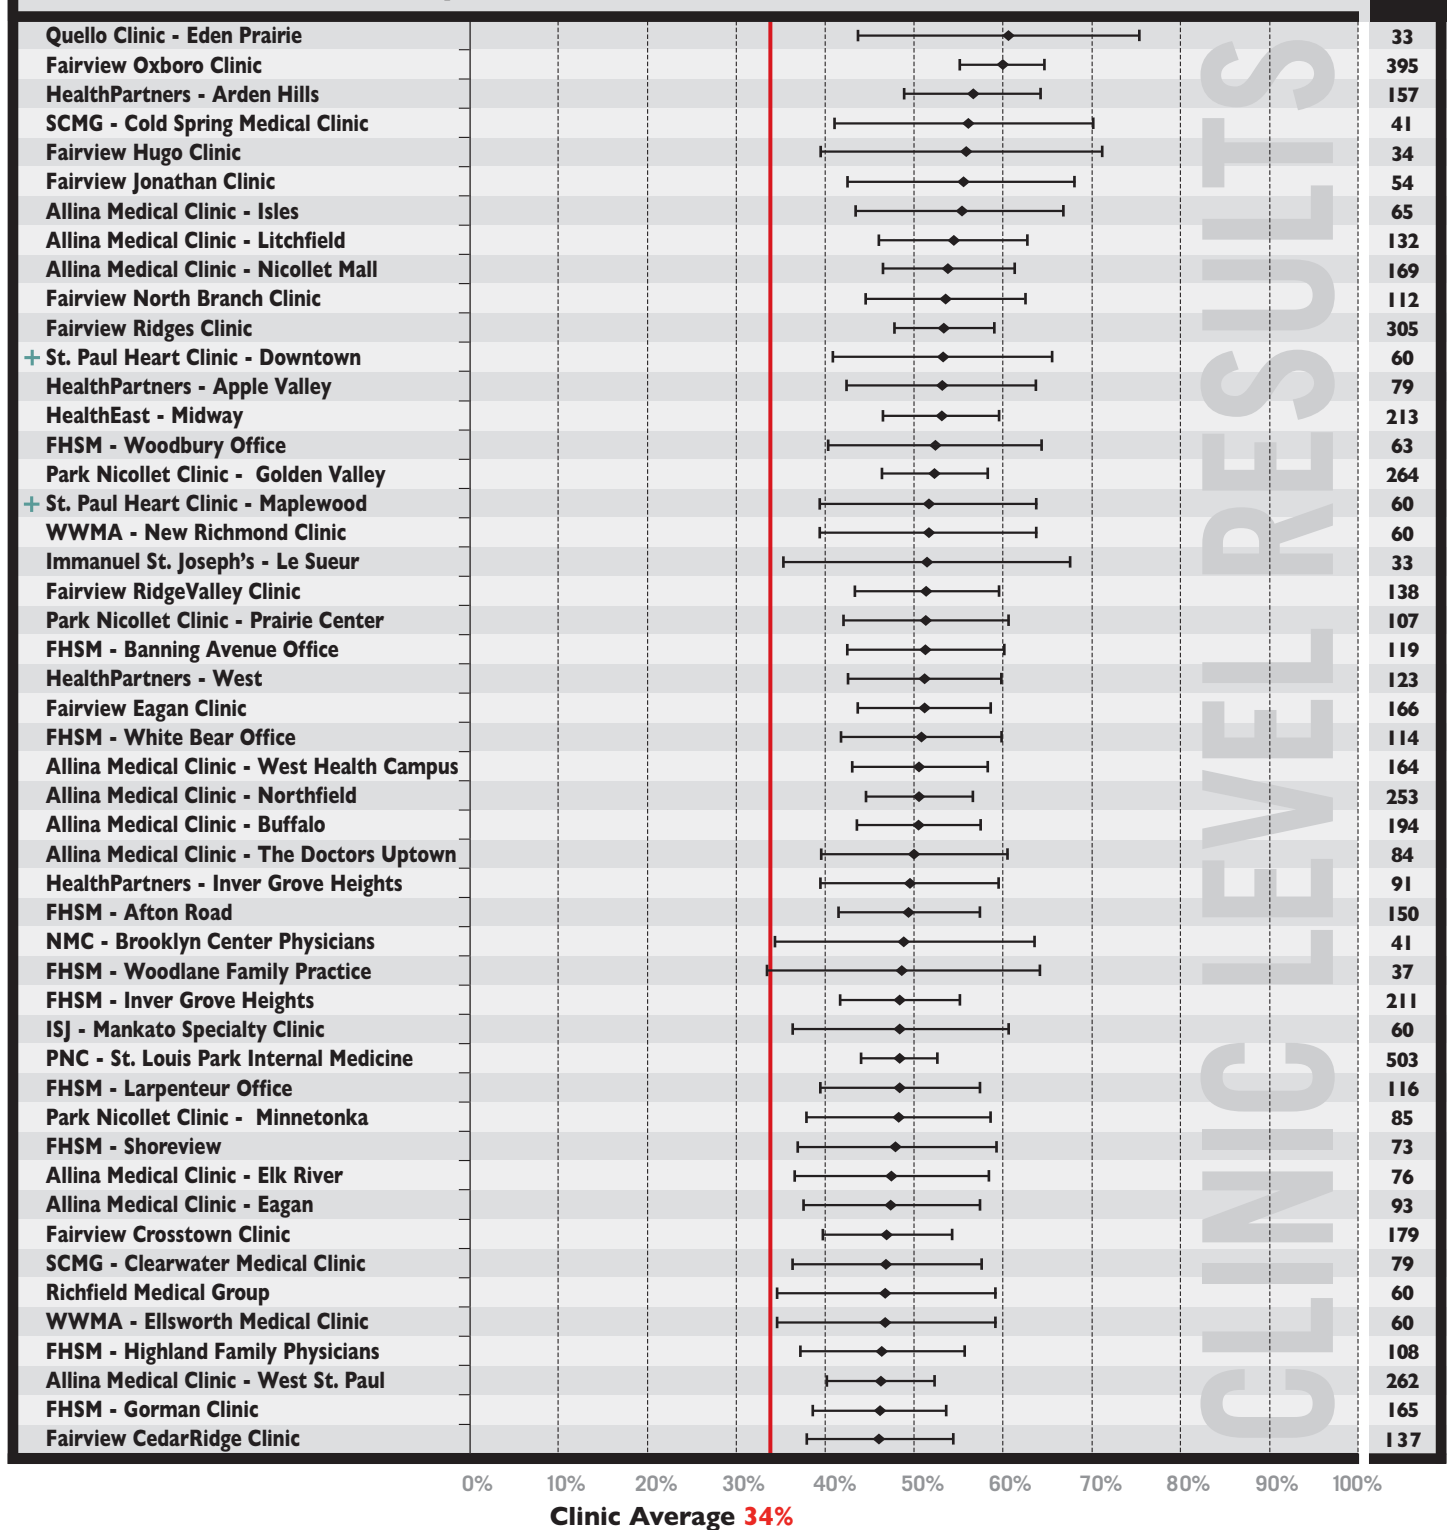 Quello Clinic - Eden Prairie 33
Fairview Oxboro Clinic 395
HealthPartners - Arden Hills 157
SCMG - Cold Spring Medical Clinic 41
Fairview Hugo Clinic 34
Fairview Jonathan Clinic 54
Allina Medical Clinic - Isles 65
Allina Medical Clinic - Litchfield 132
Allina Medical Clinic - Nicollet Mall 169
Fairview North Branch Clinic 112
Fairview Ridges Clinic 305
+ St. Paul Heart Clinic - Downtown 60
HealthPartners - Apple Valley 79
HealthEast - Midway 213
FHSM - Woodbury Office 63
Park Nicollet Clinic - Golden Valley 264
+ St. Paul Heart Clinic - Maplewood 60
WWMA - New Richmond Clinic 60
Immanuel St. Joseph’s - Le Sueur 33
Fairview RidgeValley Clinic 138
Park Nicollet Clinic - Prairie Center 107
FHSM - Banning Avenue Office 119
HealthPartners - West 123
Fairview Eagan Clinic 166
FHSM - White Bear Office 114
Allina Medical Clinic - West Health Campus 164
Allina Medical Clinic - Northfield 253
Allina Medical Clinic - Buffalo 194
Allina Medical Clinic - The Doctors Uptown 84
HealthPartners - Inver Grove Heights 91
FHSM - Afton Road 150
NMC - Brooklyn Center Physicians 41
FHSM - Woodlane Family Practice 37
FHSM - Inver Grove Heights 211
ISJ - Mankato Specialty Clinic 60
PNC - St. Louis Park Internal Medicine 503
FHSM - Larpenteur Office 116
Park Nicollet Clinic - Minnetonka 85
FHSM - Shoreview 73
Allina Medical Clinic - Elk River 76
Allina Medical Clinic - Eagan 93
Fairview Crosstown Clinic 179
SCMG - Clearwater Medical Clinic 79
Richfield Medical Group 60
WWMA - Ellsworth Medical Clinic 60
FHSM - Highland Family Physicians 108
Allina Medical Clinic - West St. Paul 262
FHSM - Gorman Clinic 165
Fairview CedarRidge Clinic 137
CLINIC LEVEL RESULTS
0% 10% 20% 30% 40% 50% 60% 70% 80% 90% 100%
Clinic Average 34%